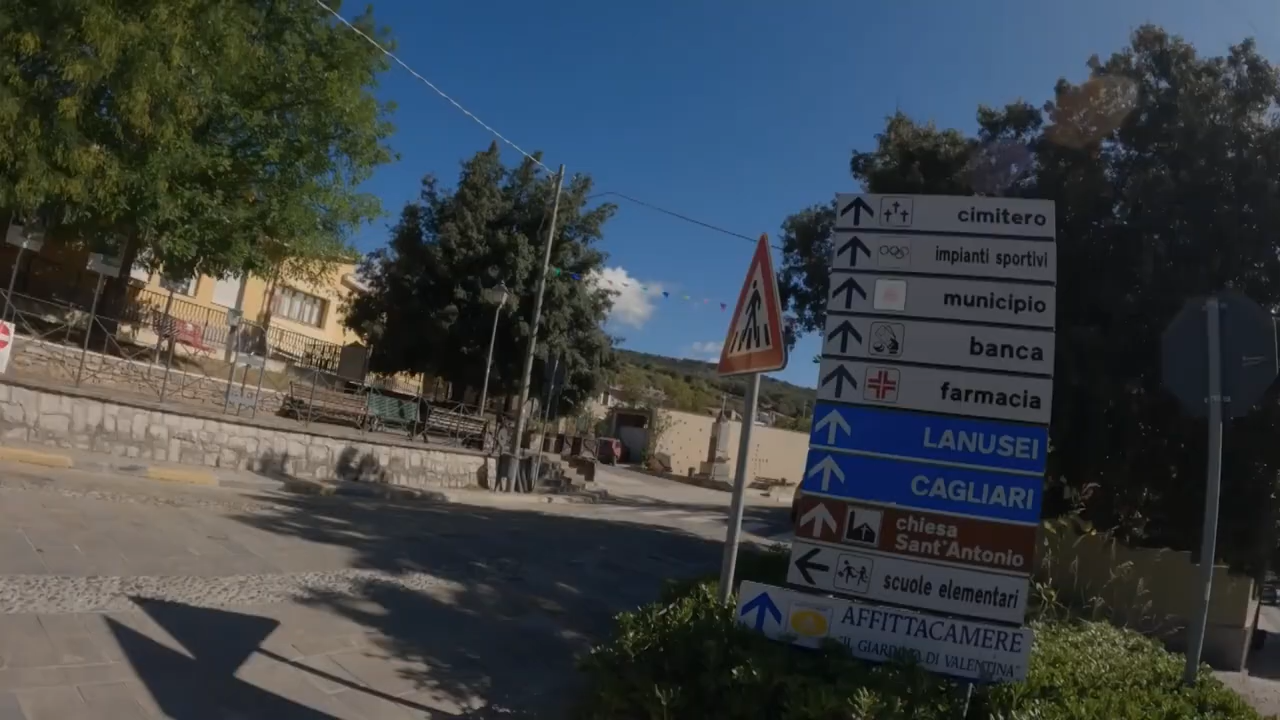 cimitero
impianti sportivi
municipio
banca
farmacia
LANUSEI
CAGLIARI
chiesa
Sant'Antonio
scuole elementari
AFFITTACAMERE
"IL GIARDINO DI VALENTINA"